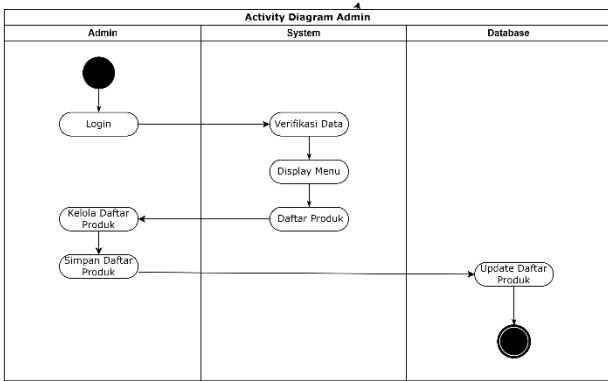 Activity Diagram Admin
Admin
System
Database
Login
Verifikasi Data
Display Menu
Kelola Daftar
Produk
Daftar Produk
Simpan Daftar
Produk
Update Daftar
Produk